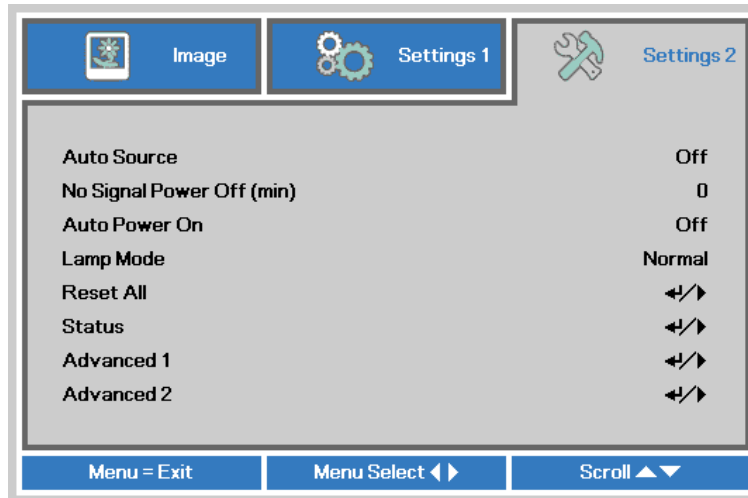 Image Settings 1 Settings 2
Auto Source Off
No Signal Power Off (min) 0
Auto Power On Off
Lamp Mode Normal
Reset All
Status
Advanced 1
Advanced 2
Menu = Exit Menu Select Scroll